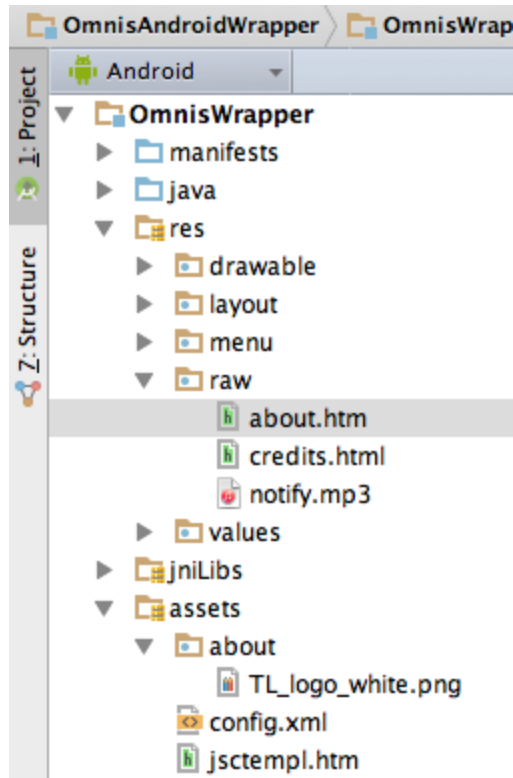 OmnisAndroidWrapper OmnisWrap
1: Project
Android
OmnisWrapper
manifests
java
res
drawable
layout
menu
raw
about.htm
credits.html
notify.mp3
values
jniLibs
assets
about
TL_logo_white.png
config.xml
jsctempl.htm
Z: Structure